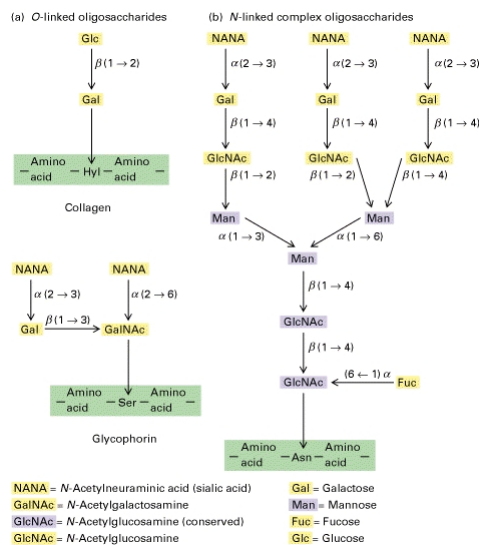 (a) O-linked oligosaccharides
Glc
β(1 → 2)
Gal
Amino acid — Hyl — Amino acid
Collagen
NANA NANA
α(2 → 3) α(2 → 6)
Gal β(1 → 3) GalNAc
Amino acid — Ser — Amino acid
Glycophorin
(b) N-linked complex oligosaccharides
NANA NANA NANA
α(2 → 3) α(2 → 3) α(2 → 3)
Gal Gal Gal
β(1 → 4) β(1 → 4) β(1 → 4)
GlcNAc GlcNAc GlcNAc
β(1 → 2) β(1 → 2) β(1 → 4)
Man Man
α(1 → 3) α(1 → 6)
Man
β(1 → 4)
GlcNAc
β(1 → 4)
GlcNAc (6 ← 1) α Fuc
Amino acid — Asn — Amino acid
NANA = N-Acetylneuraminic acid (sialic acid)
GalNAc = N-Acetylgalactosamine
GlcNAc = N-Acetylglucosamine (conserved)
GlcNAc = N-Acetylglucosamine
Gal = Galactose
Man = Mannose
Fuc = Fucose
Glc = Glucose